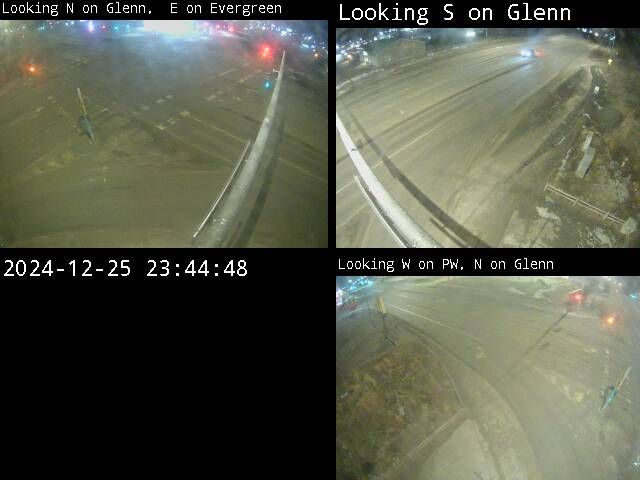 Looking N on Glenn,  E on Evergreen
Looking S on Glenn
2024-12-25 23:44:48
Looking W on PW, N on Glenn